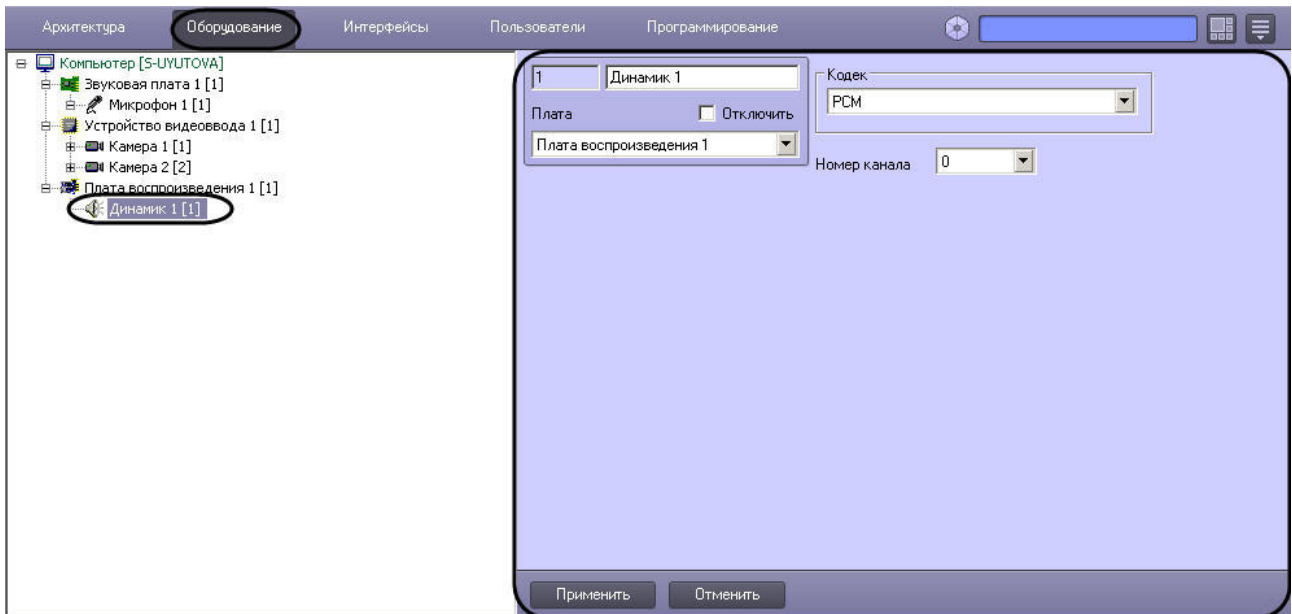 Архитектура Оборудование Интерфейсы Пользователи Программирование
Компьютер [S-UYUTOVA]
Звуковая плата 1 [1]
Микрофон 1 [1]
Устройство видеоввода 1 [1]
Камера 1 [1]
Камера 2 [2]
Плата воспроизведения 1 [1]
Динамик 1 [1]
1 Динамик 1
Плата Отключить
Плата воспроизведения 1
Кодек
PCM
Номер канала 0
Применить Отменить